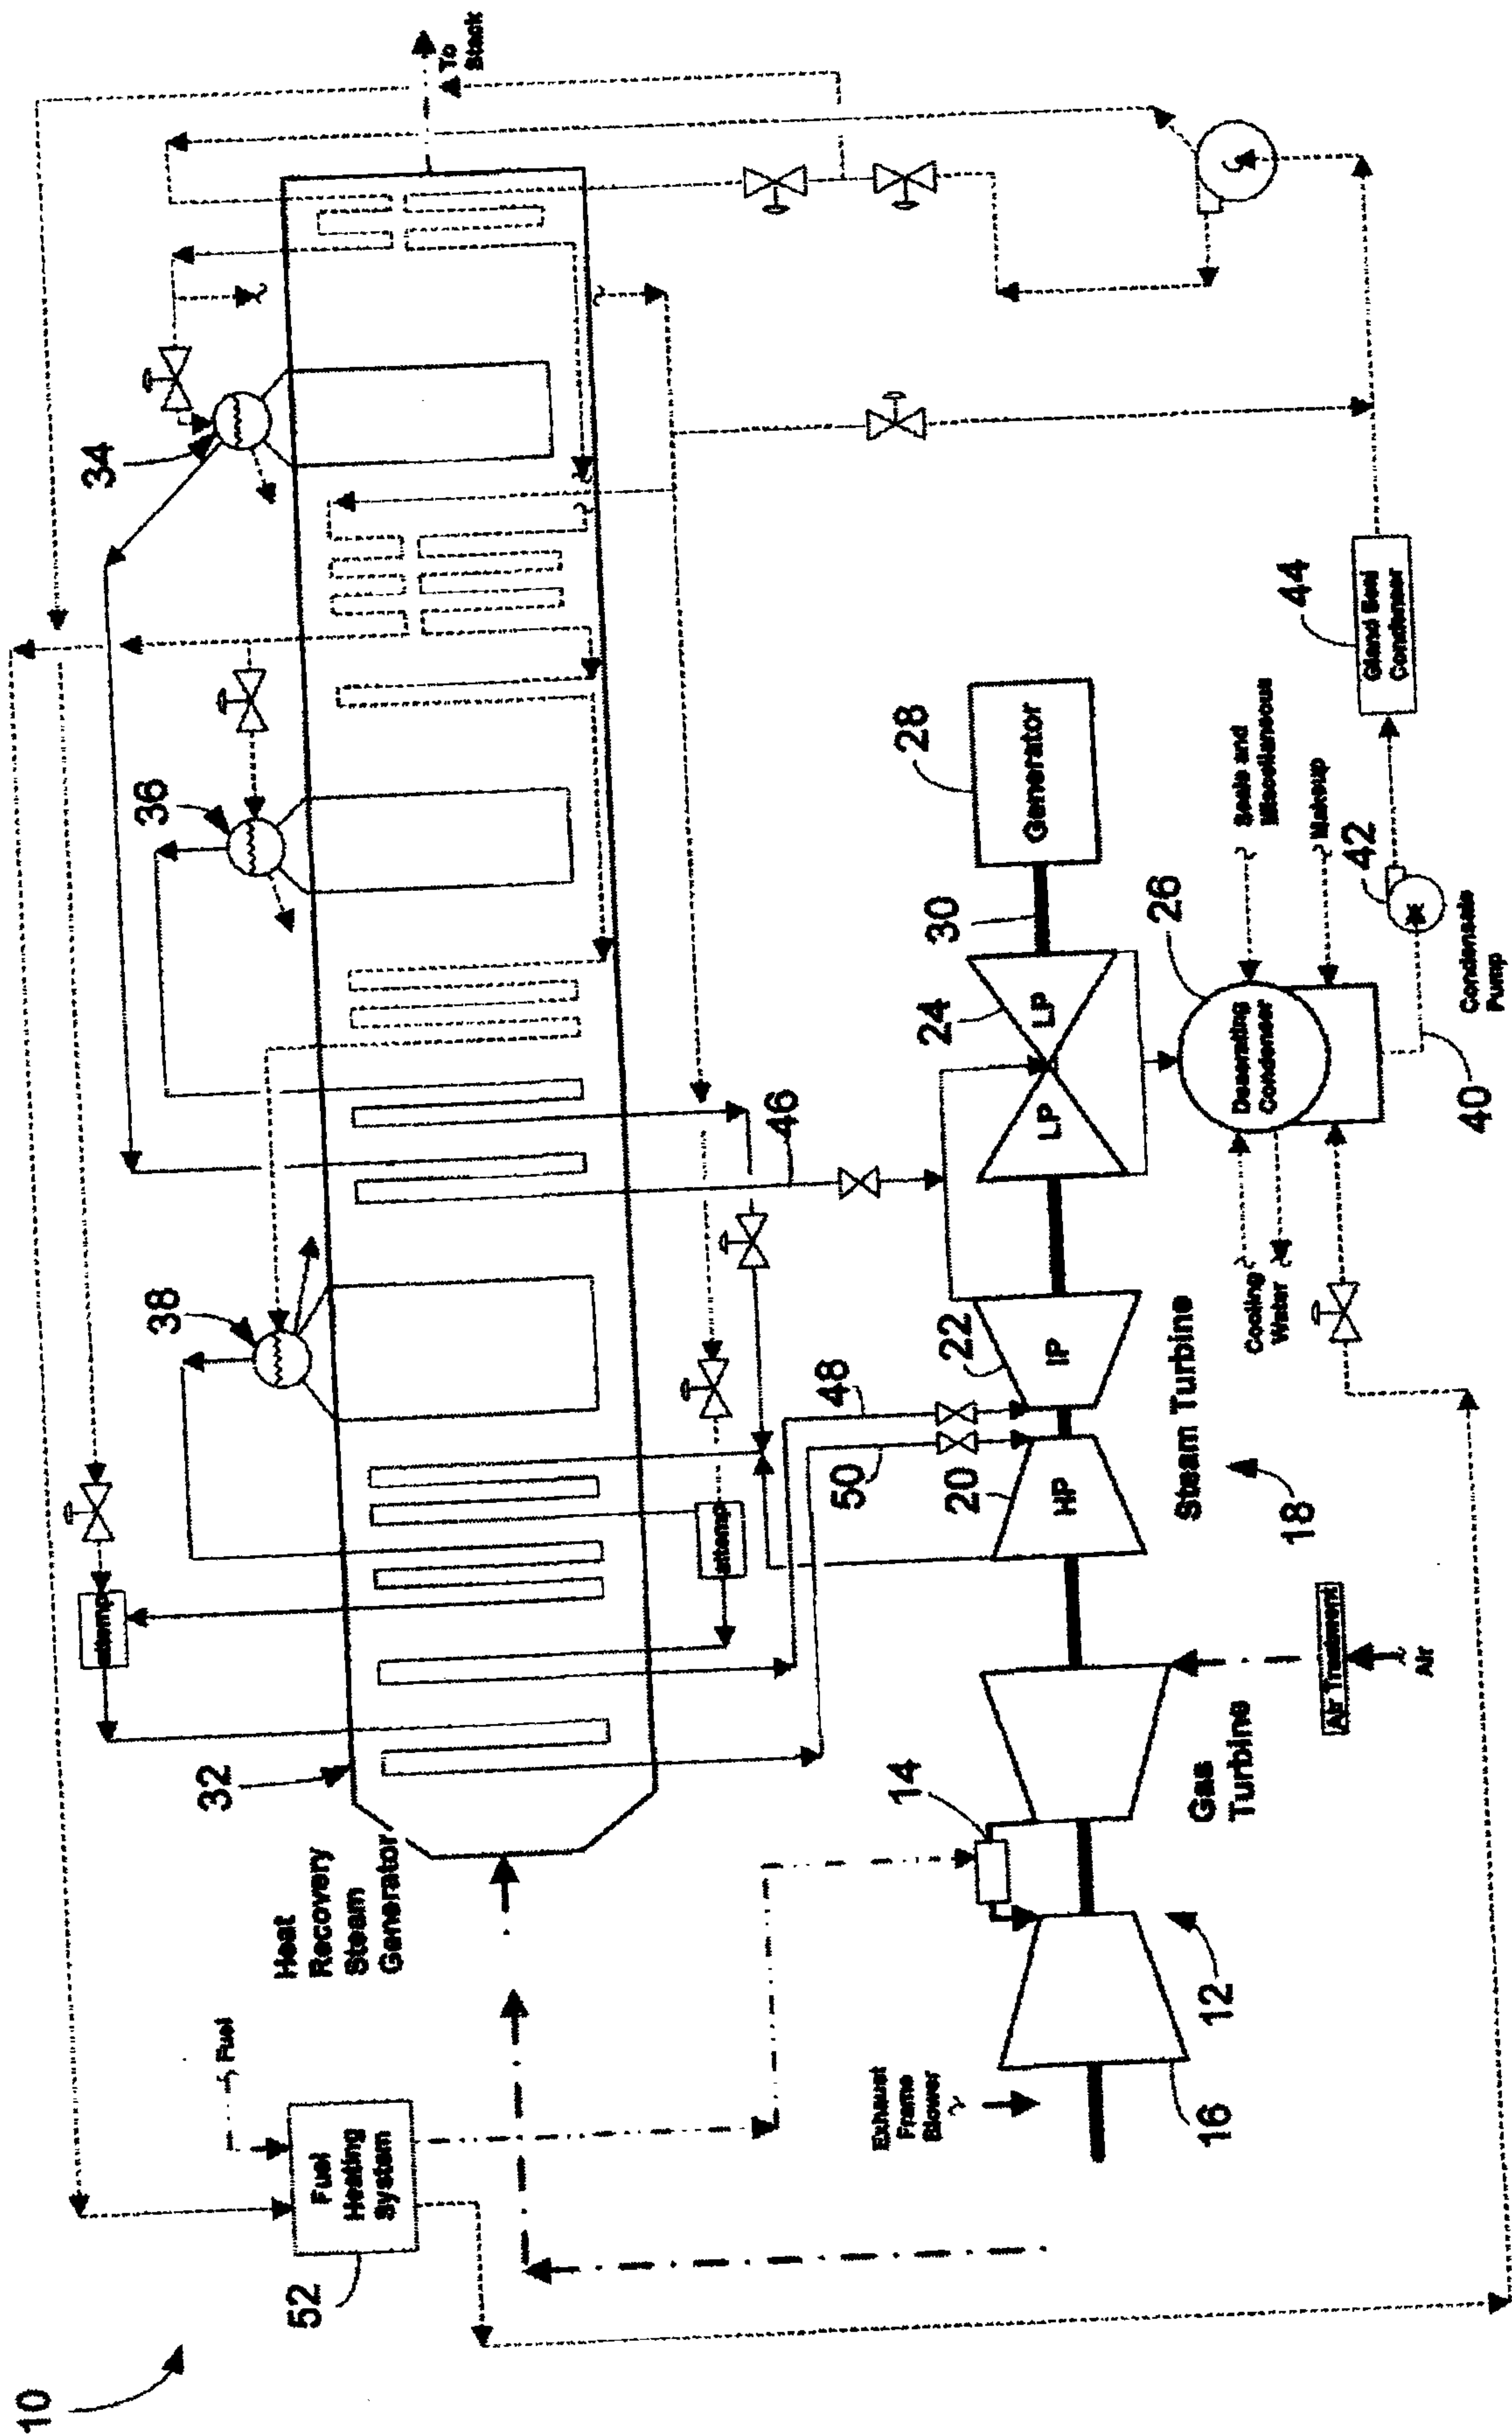 10
Fuel
Fuel
Heating
System
52
Heat
Recovery
Steam
Generator
32
attemp
38
36
34
To
Stack
attemp
46
48
50
Exhaust
Frame
Blower
16
12
14
Gas
Turbine
Air Treatment
Air
HP
20
IP
22
Steam Turbine
18
LP
LP
24
30
Generator
28
Deaerating
Condenser
26
Cooling
Water
Seals and
Miscellaneous
Makeup
40
42
Condensate
Pump
Gland Seal
Condenser
44